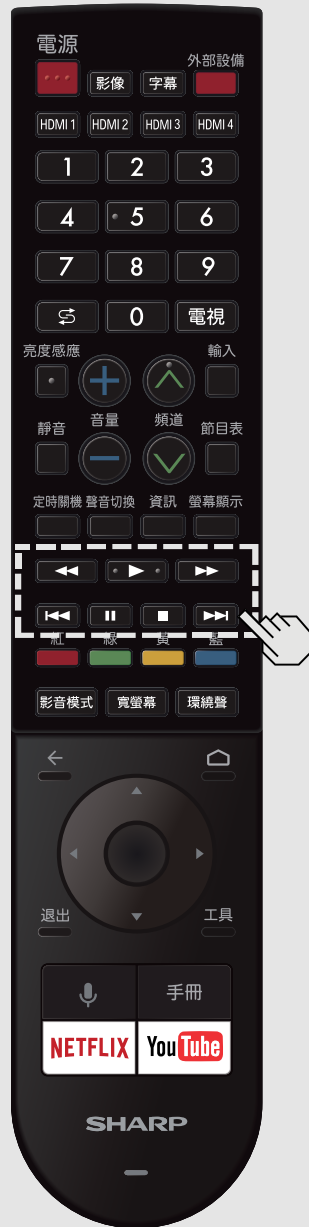 電源
外部設備
影像 字幕
HDMI 1 HDMI 2 HDMI 3 HDMI 4
1 2 3
4 5 6
7 8 9
0 電視
亮度感應 輸入
音量 頻道
靜音 節目表
定時關機 聲音切換 資訊 螢幕顯示
紅 綠 黃 藍
影音模式 寬螢幕 環繞聲
退出 工具
手冊
NETFLIX YouTube
SHARP